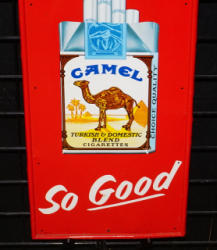 CAMEL
TURKISH & DOMESTIC
BLEND
CIGARETTES
CHOICE QUALITY
So Good